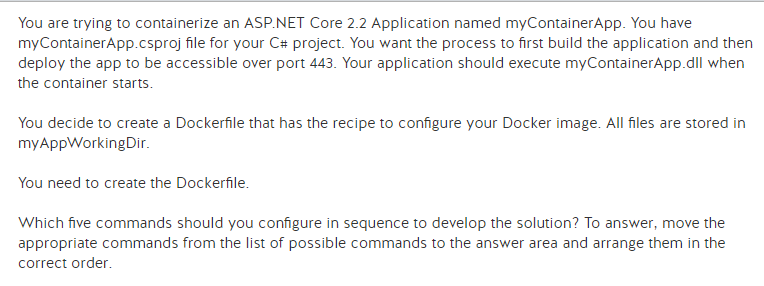 You are trying to containerize an ASP.NET Core 2.2 Application named myContainerApp. You have
myContainerApp.csproj file for your C# project. You want the process to first build the application and then
deploy the app to be accessible over port 443. Your application should execute myContainerApp.dll when
the container starts.
You decide to create a Dockerfile that has the recipe to configure your Docker image. All files are stored in
myAppWorkingDir.
You need to create the Dockerfile.
Which five commands should you configure in sequence to develop the solution? To answer, move the
appropriate commands from the list of possible commands to the answer area and arrange them in the
correct order.